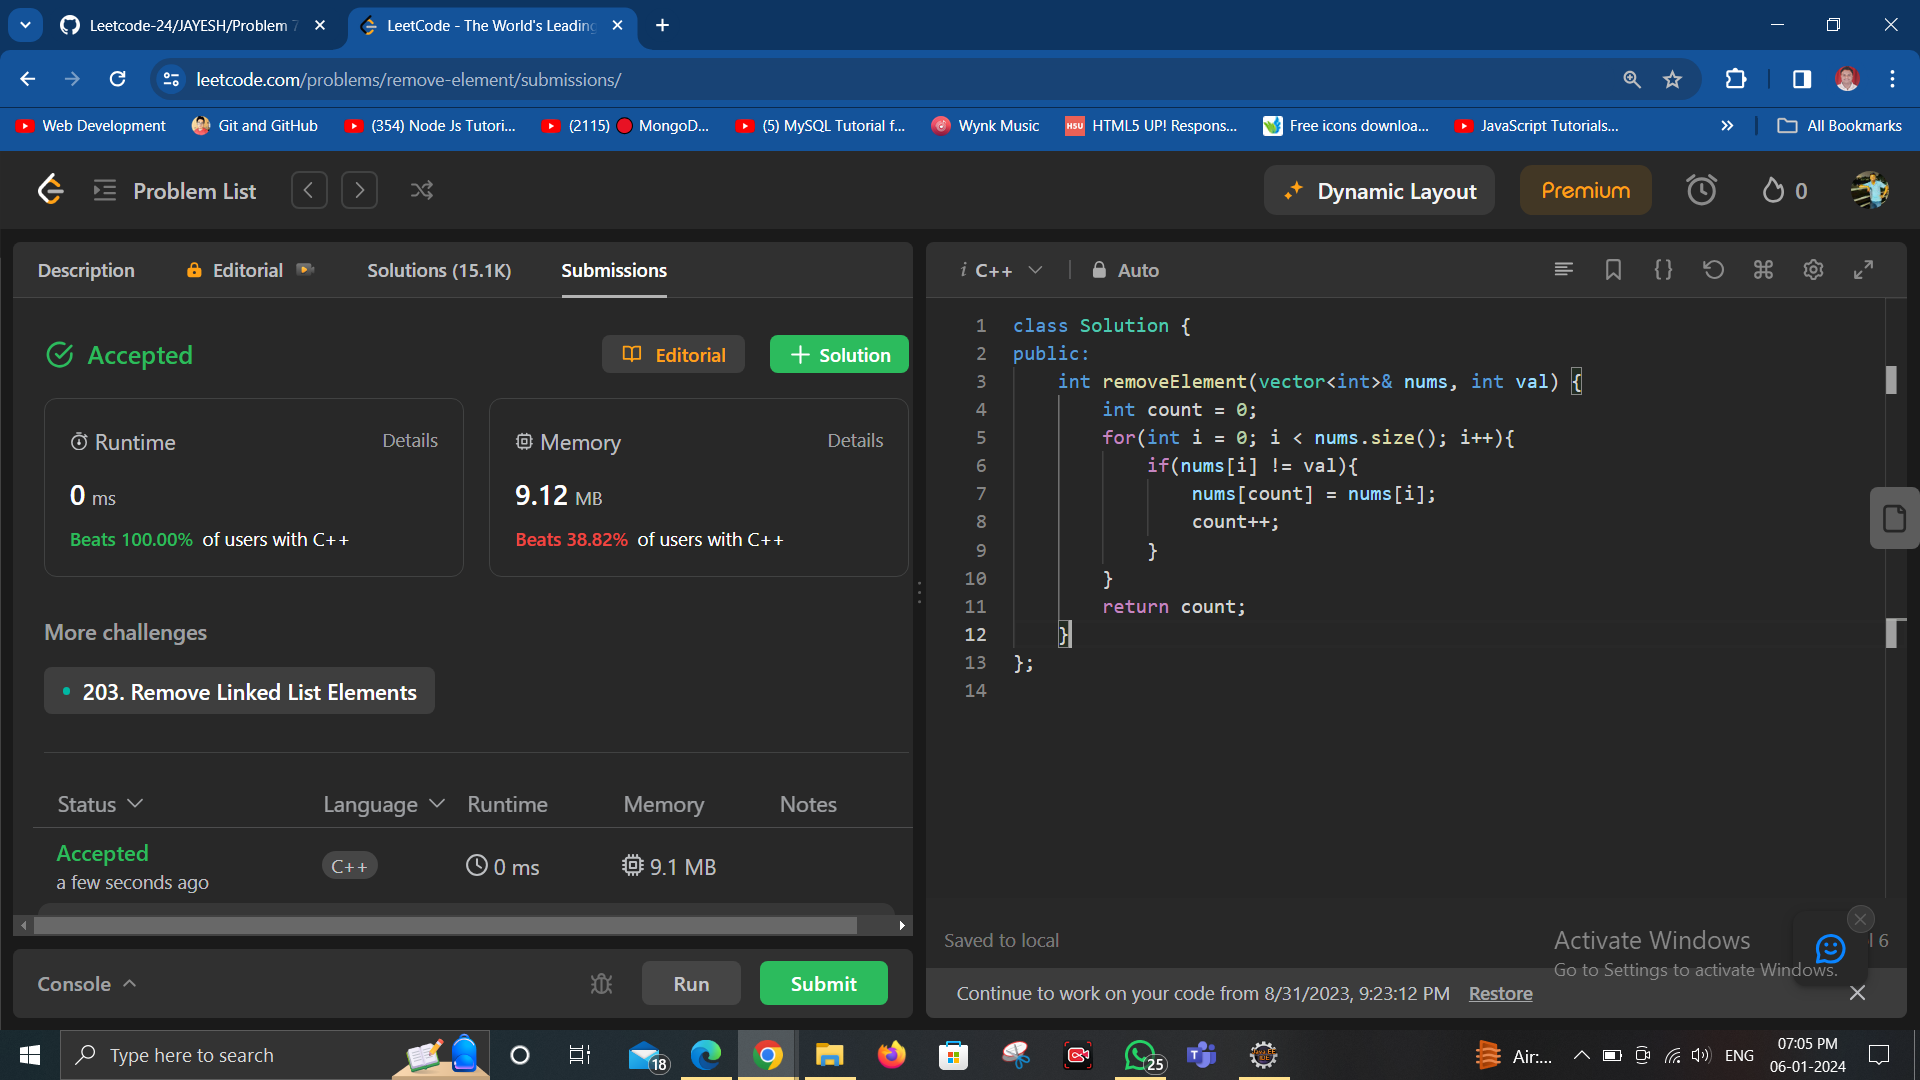 Leetcode-24/JAYESH/Problem 7
LeetCode - The World's Leading
leetcode.com/problems/remove-element/submissions/
Web Development
Git and GitHub
(354) Node Js Tutori...
(2115) 🔴 MongoD...
(5) MySQL Tutorial f...
Wynk Music
HSU
HTML5 UP! Respons...
Free icons downloa...
JavaScript Tutorials...
All Bookmarks
Problem List
Dynamic Layout
Premium
0
Description
Editorial
Solutions (15.1K)
Submissions
Accepted
Editorial
+ Solution
Runtime
Details
0 ms
Beats 100.00% of users with C++
Memory
Details
9.12 MB
Beats 38.82% of users with C++
More challenges
203. Remove Linked List Elements
Status
Language
Runtime
Memory
Notes
Accepted
a few seconds ago
C++
0 ms
9.1 MB
Console
Run
Submit
i C++
Auto
1 class Solution {
2 public:
3 int removeElement(vector<int>& nums, int val) {
4 int count = 0;
5 for(int i = 0; i < nums.size(); i++){
6 if(nums[i] != val){
7 nums[count] = nums[i];
8 count++;
9 }
10 }
11 return count;
12 }
13 };
14
Saved to local
l 6
Activate Windows
Go to Settings to activate Windows.
Continue to work on your code from 8/31/2023, 9:23:12 PM Restore
Type here to search
18
25
Air:...
ENG
07:05 PM
06-01-2024